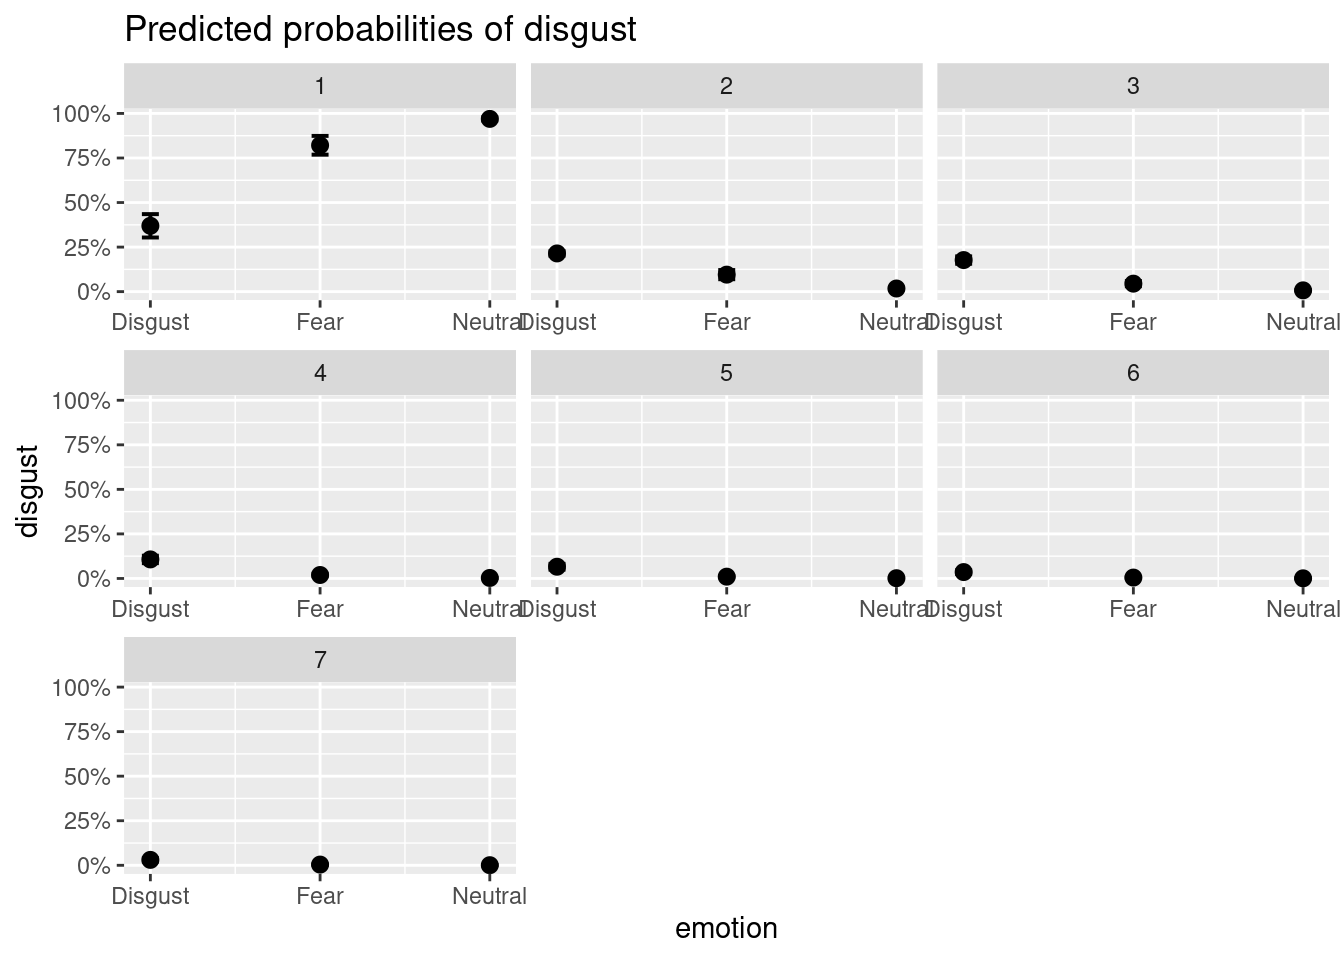 Predicted probabilities of disgust
1 2 3
100%
75%
50%
25%
0%
Disgust Fear Neutral Disgust Fear Neutral Disgust Fear Neutral
4 5 6
100%
75%
50%
25%
0%
Disgust Fear Neutral Disgust Fear Neutral Disgust Fear Neutral
disgust
7
100%
75%
50%
25%
0%
Disgust Fear Neutral
emotion